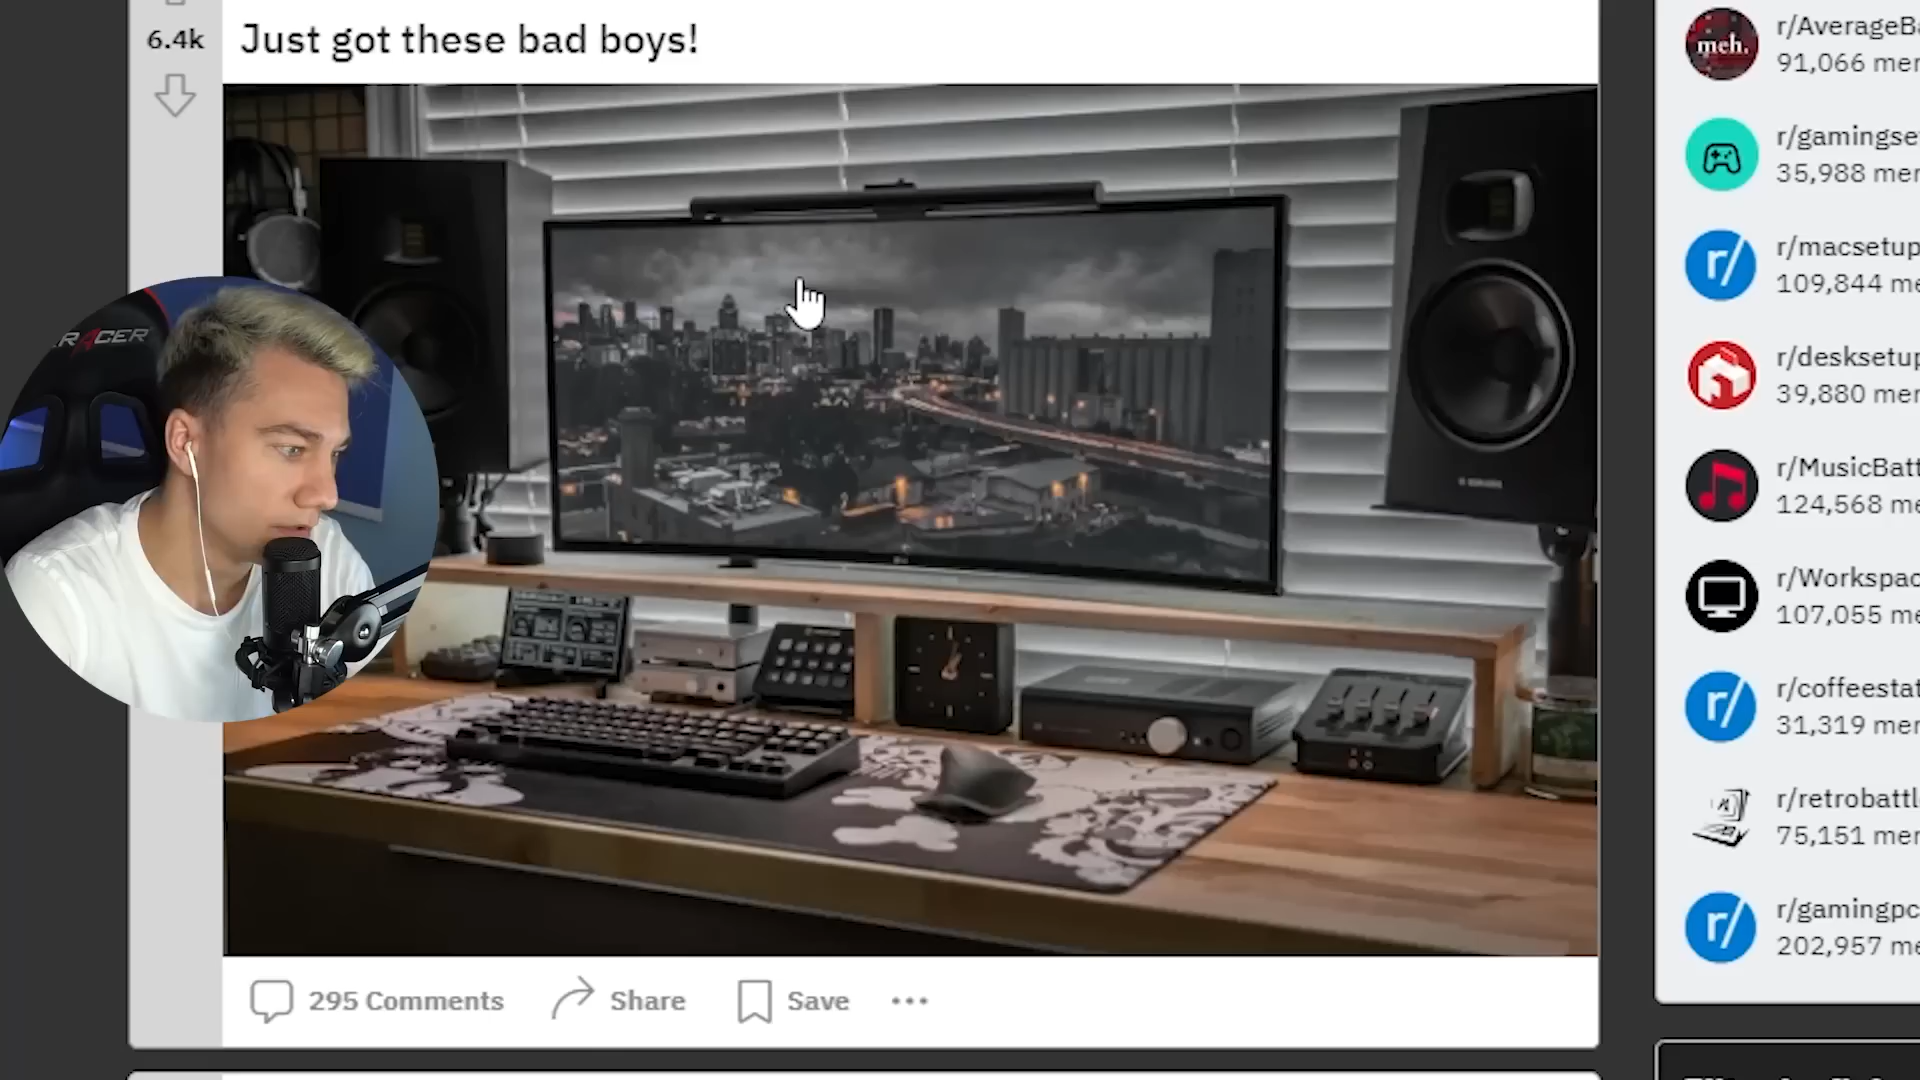 6.4k
Just got these bad boys!
R4CER
295 Comments
Share
Save
meh.
r/AverageBa
91,066 mer
r/gamingse
35,988 mer
r/macsetup
109,844 me
r/desksetup
39,880 mer
r/MusicBatt
124,568 me
r/Workspac
107,055 me
r/coffeestat
31,319 mer
r/retrobattl
75,151 mer
r/gamingpc
202,957 me